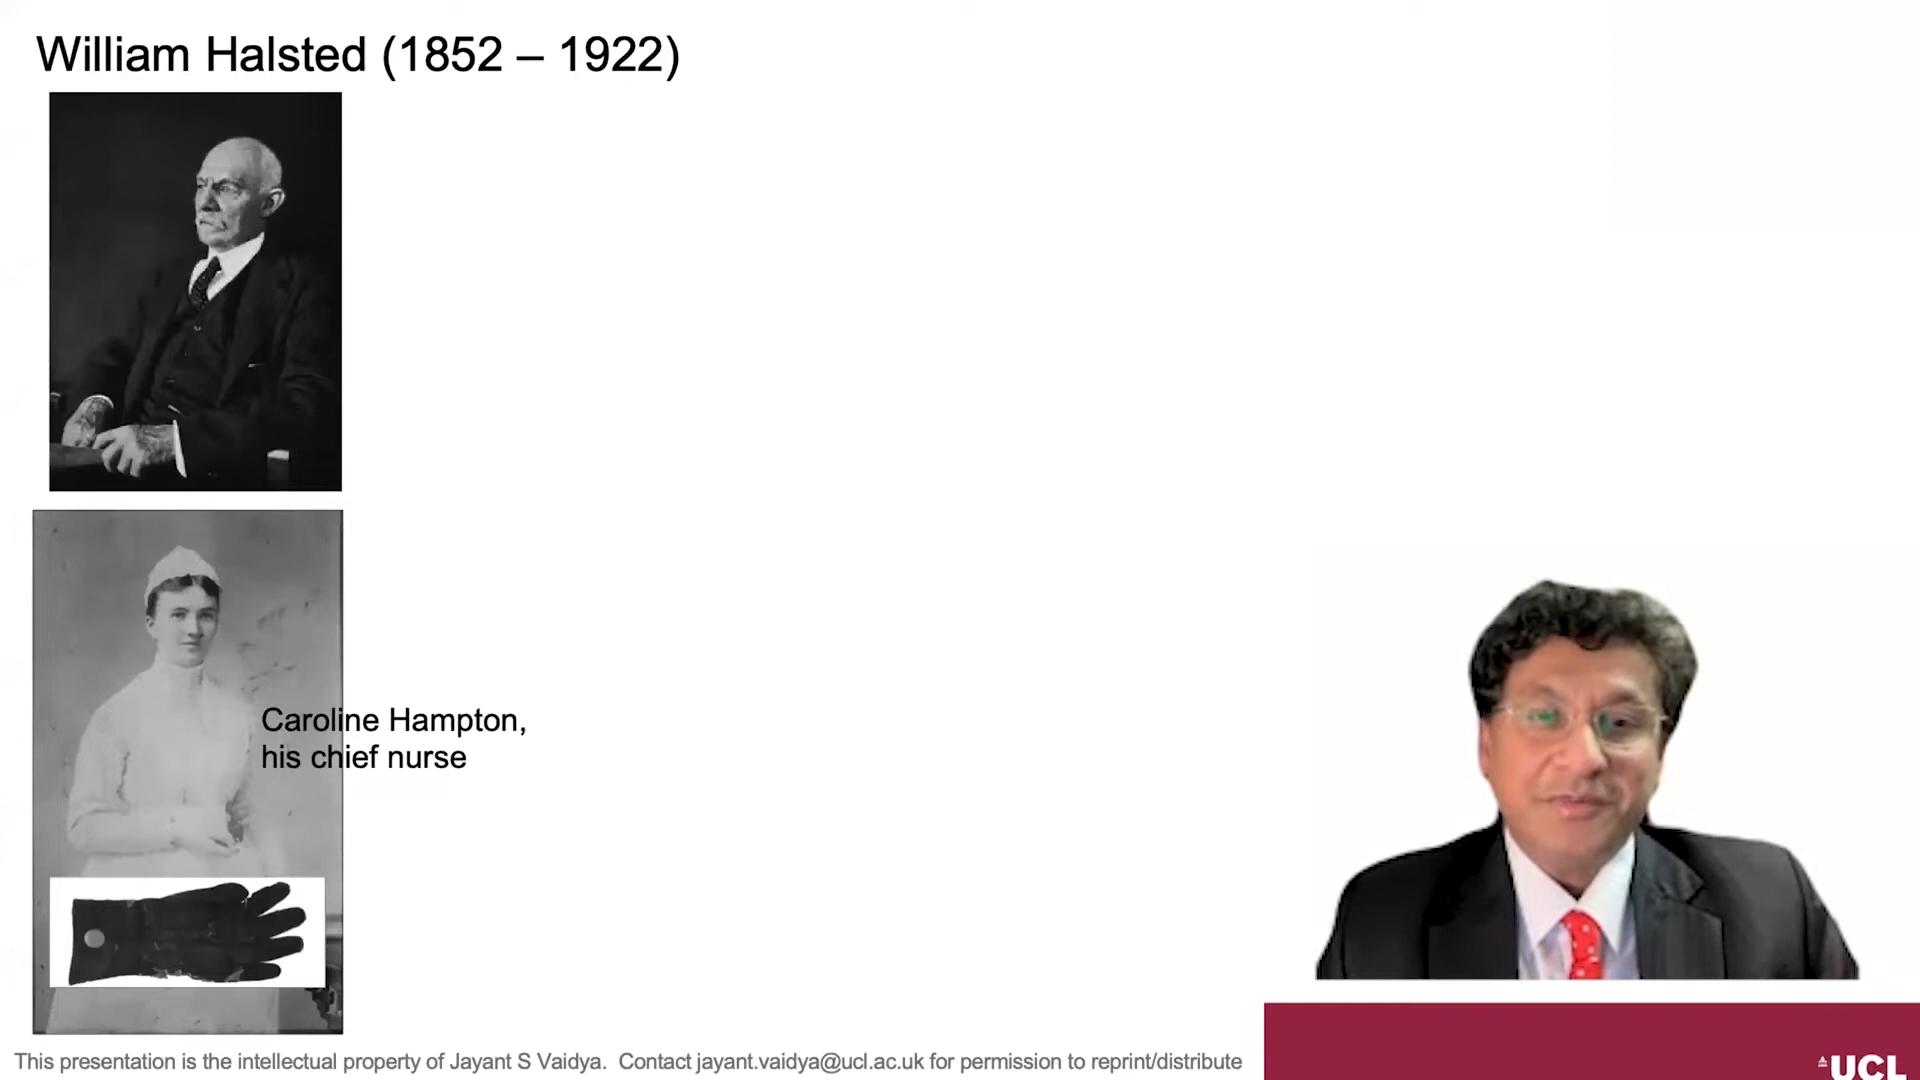 William Halsted (1852 – 1922)
Caroline Hampton,
his chief nurse
This presentation is the intellectual property of Jayant S Vaidya.  Contact jayant.vaidya@ucl.ac.uk for permission to reprint/distribute
UCL